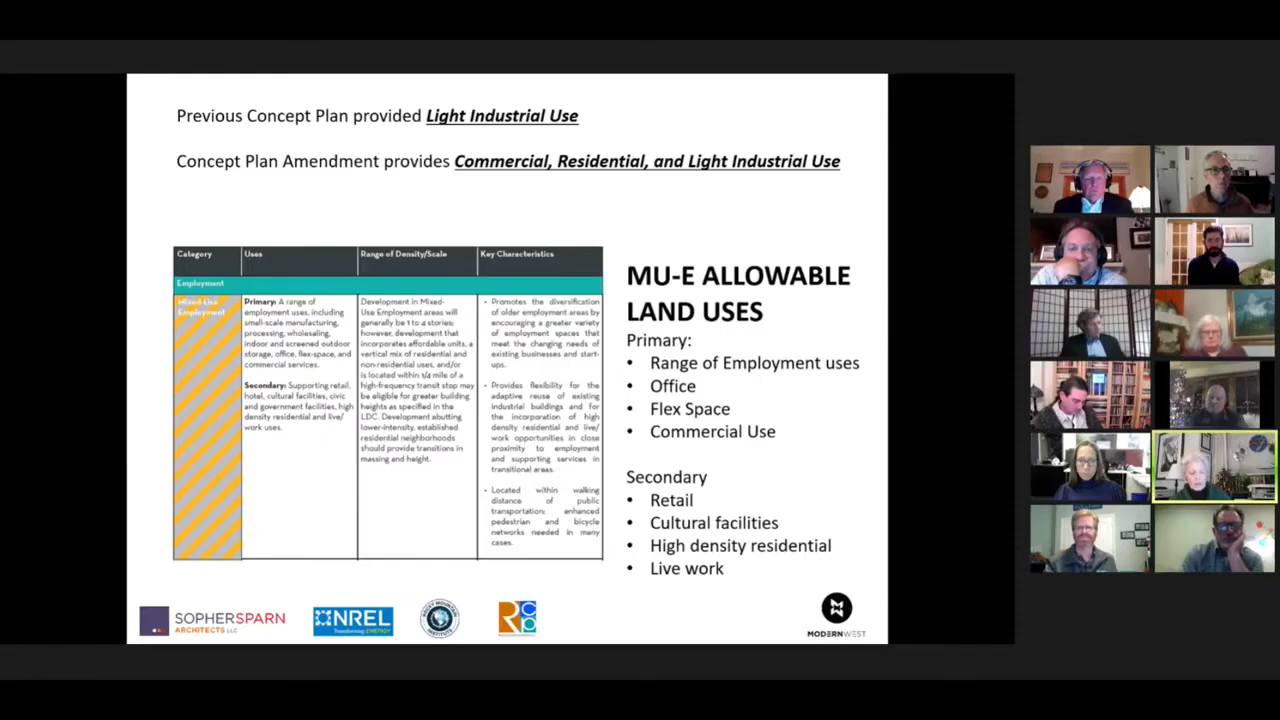 Previous Concept Plan provided Light Industrial Use
Concept Plan Amendment provides Commercial, Residential, and Light Industrial Use
Category
Uses
Range of Density/Scale
Key Characteristics
Employment
Mixed-Use
Employment
Primary: A range of
employment uses, including
small-scale manufacturing,
processing, wholesaling,
indoor and screened outdoor
storage, office, flex-space, and
commercial services.
Secondary: Supporting retail,
hotel, cultural facilities, civic
and government facilities, high
density residential and live/
work uses.
Development in Mixed-
Use Employment areas will
generally be 1 to 4 stories;
however, development that
incorporates affordable units, a
vertical mix of residential and
non-residential uses, and/or
is located within 1/4 mile of a
high-frequency transit stop may
be eligible for greater building
heights as specified in the
LDC. Development abutting
lower-intensity, established
residential neighborhoods
should provide transitions in
massing and height.
• Promotes the diversification
of older employment areas by
encouraging a greater variety
of employment spaces that
meet the changing needs of
existing businesses and start-
ups.
• Provides flexibility for the
adaptive reuse of existing
industrial buildings and for
the incorporation of high
density residential and live/
work opportunities in close
proximity to employment
and supporting services in
transitional areas.
• Located within walking
distance of public
transportation; enhanced
pedestrian and bicycle
networks needed in many
cases.
MU-E ALLOWABLE
LAND USES
Primary:
• Range of Employment uses
• Office
• Flex Space
• Commercial Use
Secondary
• Retail
• Cultural facilities
• High density residential
• Live work
SOPHERSPARN
ARCHITECTS LLC
NREL
Transforming ENERGY
ROCKY MOUNTAIN
INSTITUTE
RCP
MODERNWEST